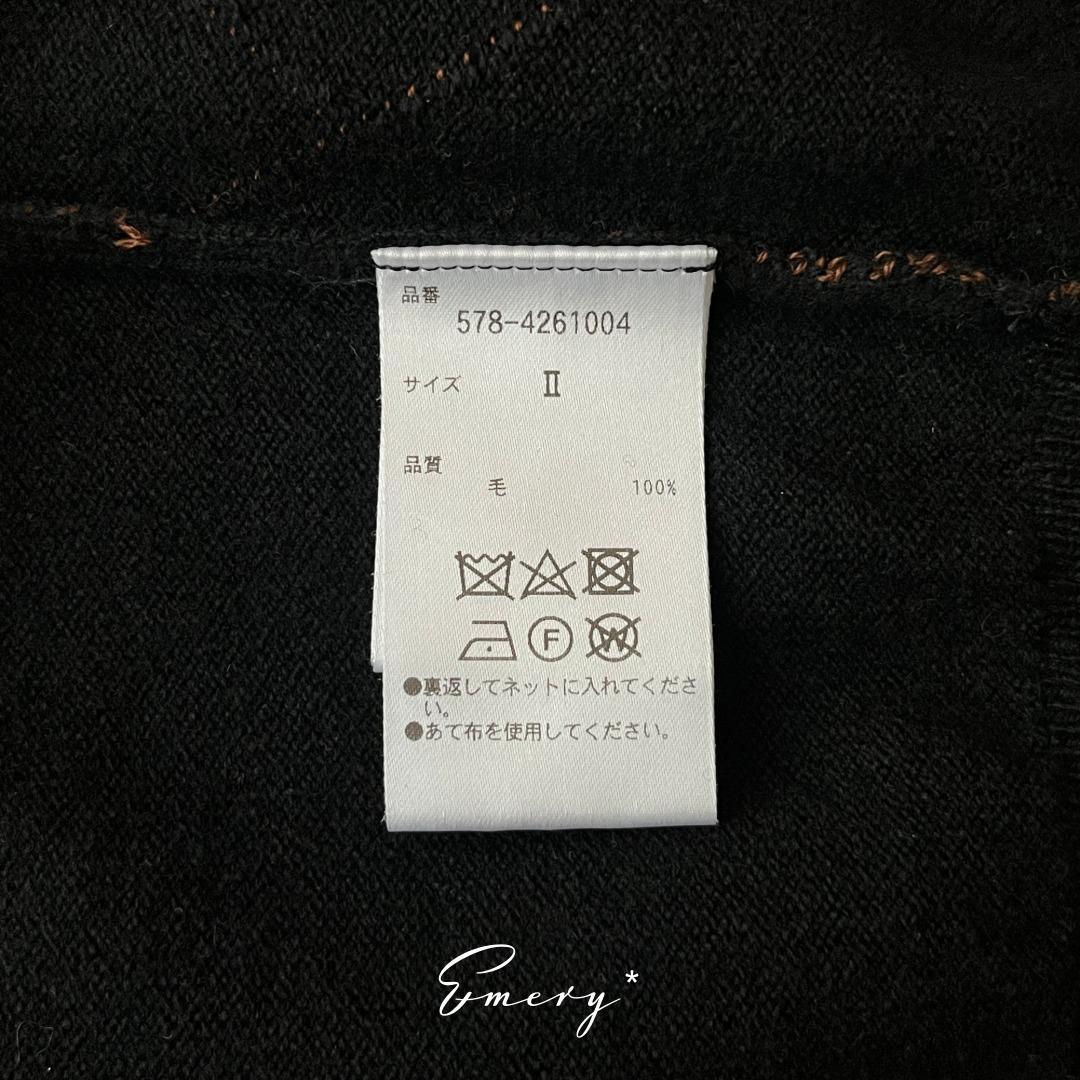 品番
578-4261004
サイズ Ⅱ
品質
毛 100%
F W
●裏返してネットに入れてくださ
い。
●あて布を使用してください。
Emery*